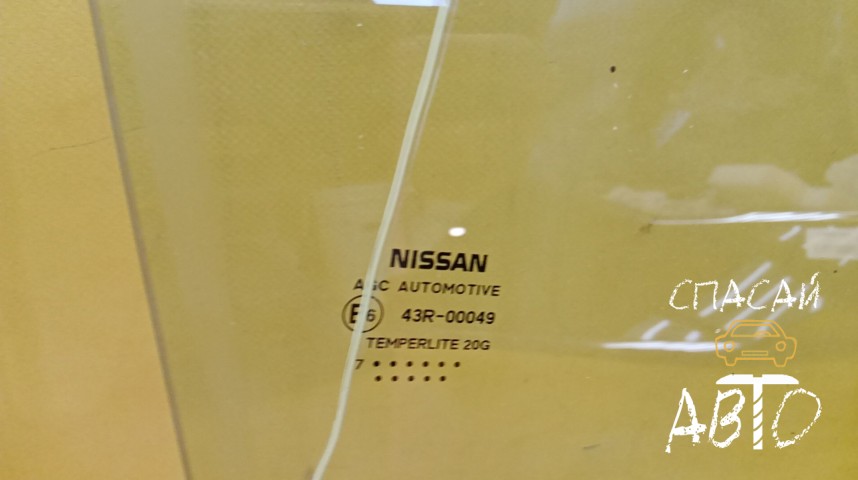 NISSAN
AGC AUTOMOTIVE
E6 43R-00049
TEMPERLITE 20G
7 • • • • • •
• • • • •
СПАСАЙ
АВТО